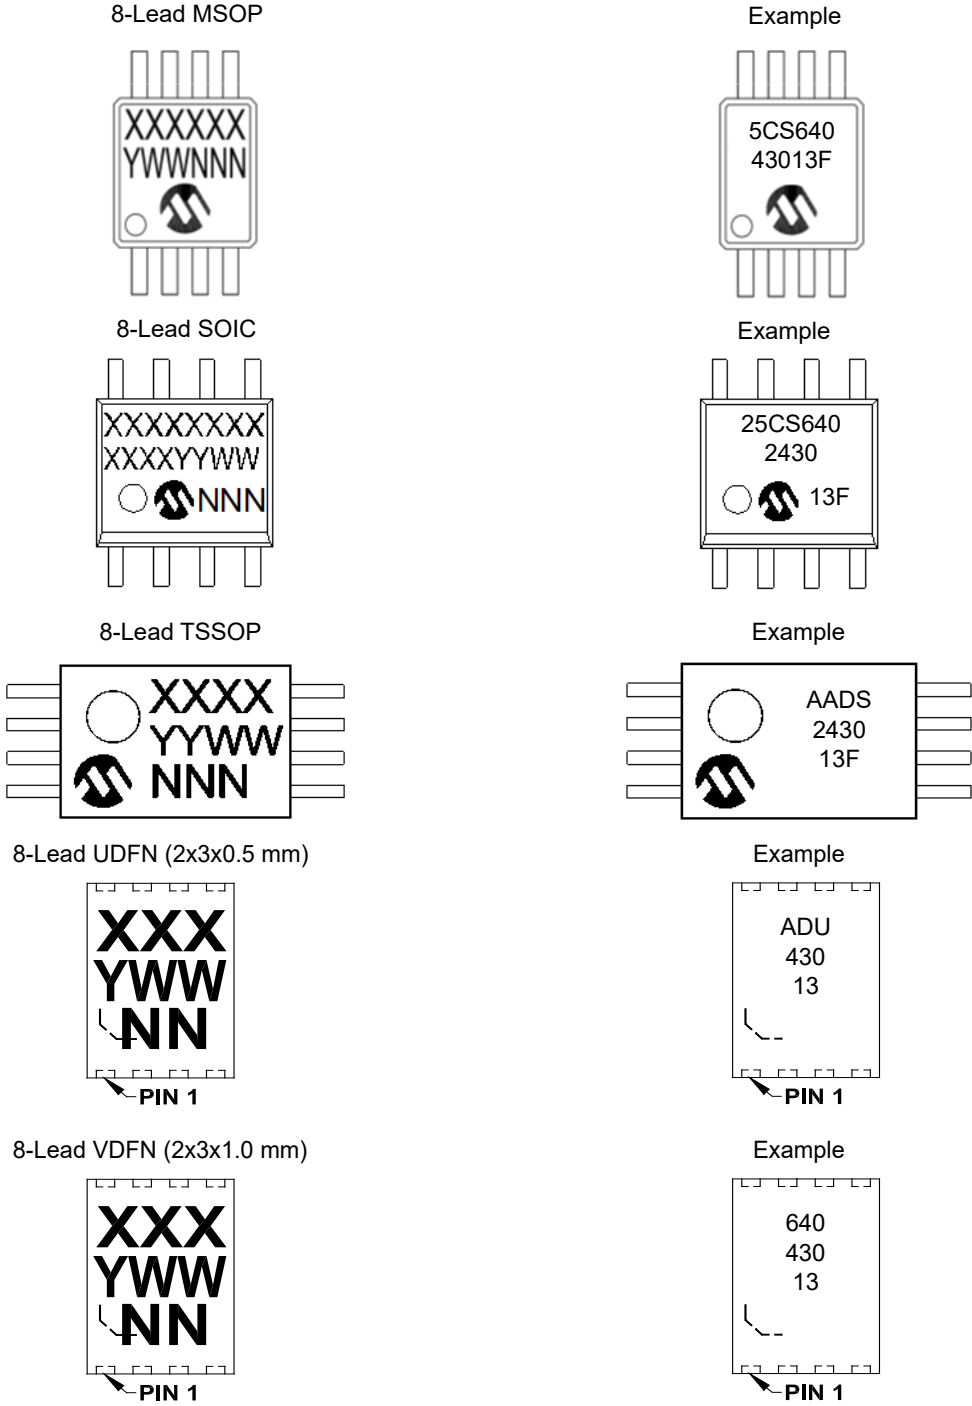 8-Lead MSOP
Example
XXXXXX
YWWNNN
5CS640
43013F
8-Lead SOIC
Example
XXXXXXXX
XXXXYYWW
NNN
25CS640
2430
13F
8-Lead TSSOP
Example
XXXX
YYWW
NNN
AADS
2430
13F
8-Lead UDFN (2x3x0.5 mm)
Example
XXX
YWW
NN
PIN 1
ADU
430
13
PIN 1
8-Lead VDFN (2x3x1.0 mm)
Example
XXX
YWW
NN
PIN 1
640
430
13
PIN 1